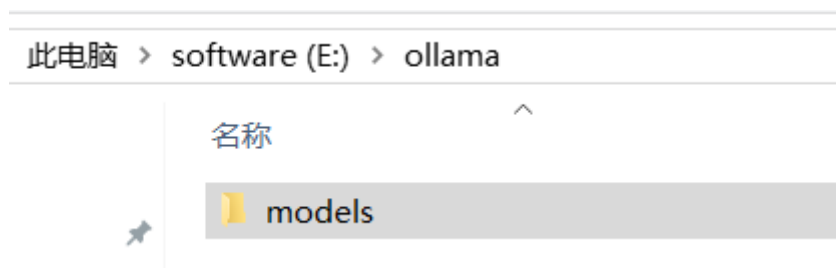 此电脑 > software (E:) > ollama
名称
models